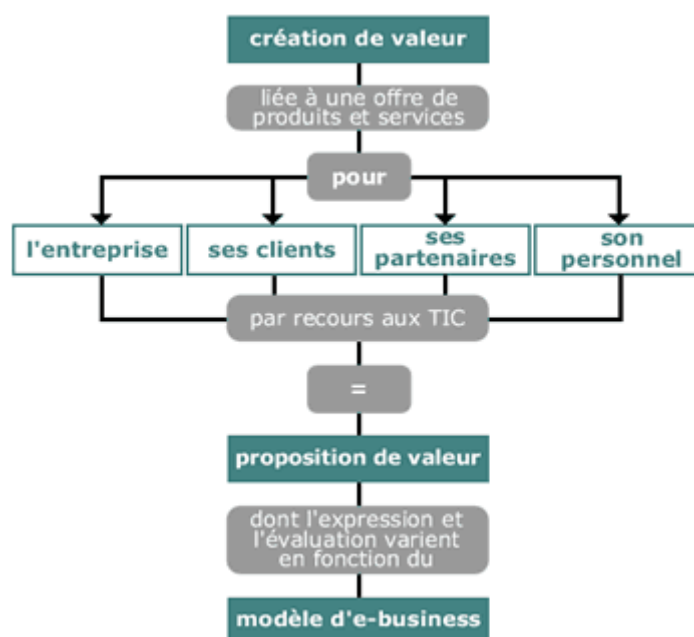 création de valeur
liée à une offre de
produits et services
pour
l'entreprise
ses clients
ses
partenaires
son
personnel
par recours aux TIC
=
proposition de valeur
dont l'expression et
l'évaluation varient
en fonction du
modèle d'e-business